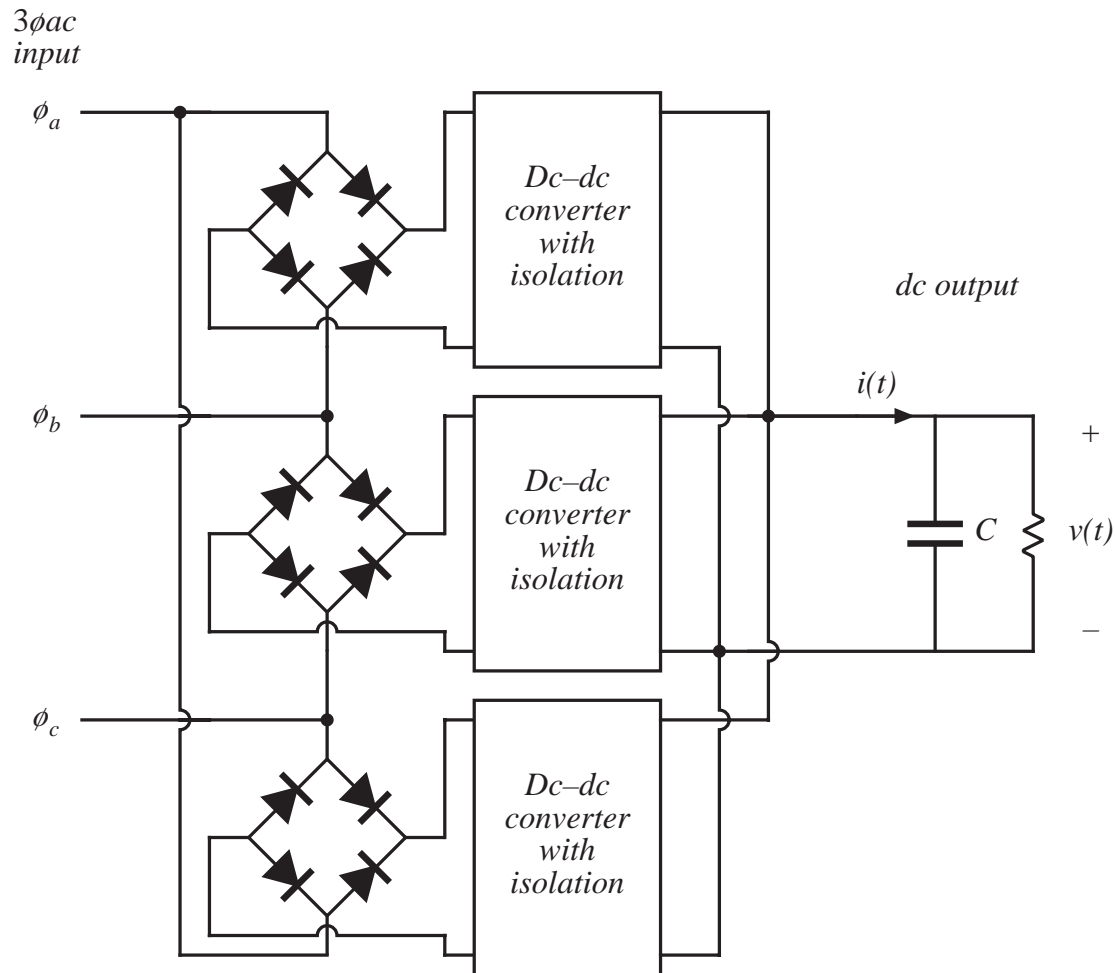 3ϕac
input
ϕa
Dc–dc
converter
with
isolation
dc output
i(t)
ϕb
+
Dc–dc
converter
with
isolation
C
v(t)
–
ϕc
Dc–dc
converter
with
isolation